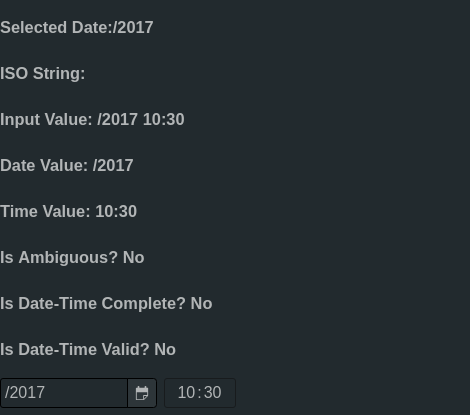 Selected Date:/2017
ISO String:
Input Value: /2017 10:30
Date Value: /2017
Time Value: 10:30
Is Ambiguous? No
Is Date-Time Complete? No
Is Date-Time Valid? No
/2017 10:30